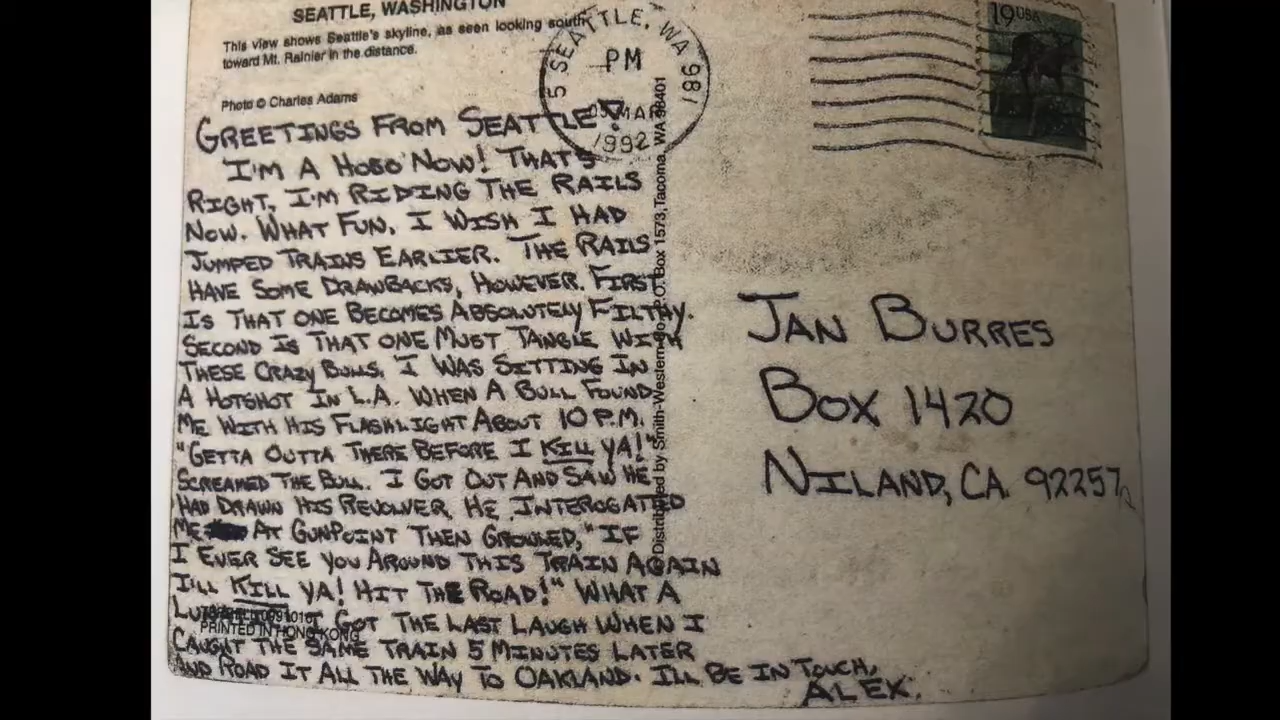 SEATTLE, WASHINGTON
This view shows Seattle's skyline, as seen looking south
toward Mt. Rainier in the distance.
Photo © Charles Adams
SEATTLE, WA 981
PM
MAR
1992
19 USA
GREETINGS FROM SEATTLE!
I'M A HOBO NOW! THAT'S
RIGHT, I'M RIDING THE RAILS
NOW. WHAT FUN, I WISH I HAD
JUMPED TRAINS EARLIER. THE RAILS
HAVE SOME DRAWBACKS, HOWEVER. FIRST
IS THAT ONE BECOMES ABSOLUTELY FILTHY.
SECOND IS THAT ONE MUST TANGLE WITH
THESE CRAZY BULLS. I WAS SITTING IN
A HOTSHOT IN L.A. WHEN A BULL FOUND
ME WITH HIS FLASHLIGHT ABOUT 10 P.M.
"GETTA OUTTA THERE BEFORE I KILL YA!"
SCREAMED THE BULL. I GOT OUT AND SAW HE
HAD DRAWN HIS REVOLVER. HE INTEROGATED
ME AT GUNPOINT THEN GROWLED, "IF
I EVER SEE YOU AROUND THIS TRAIN AGAIN
I'LL KILL YA! HIT THE ROAD!" WHAT A
I GOT THE LAST LAUGH WHEN I
CAUGHT THE SAME TRAIN 5 MINUTES LATER
AND ROAD IT ALL THE WAY TO OAKLAND. I'LL BE IN TOUCH,
ALEX.
PRINTED IN HONG KONG
Distributed by Smith-Western Co. P.O. Box 1573, Tacoma, WA 98401
JAN BURRES
BOX 1420
NILAND, CA. 92257